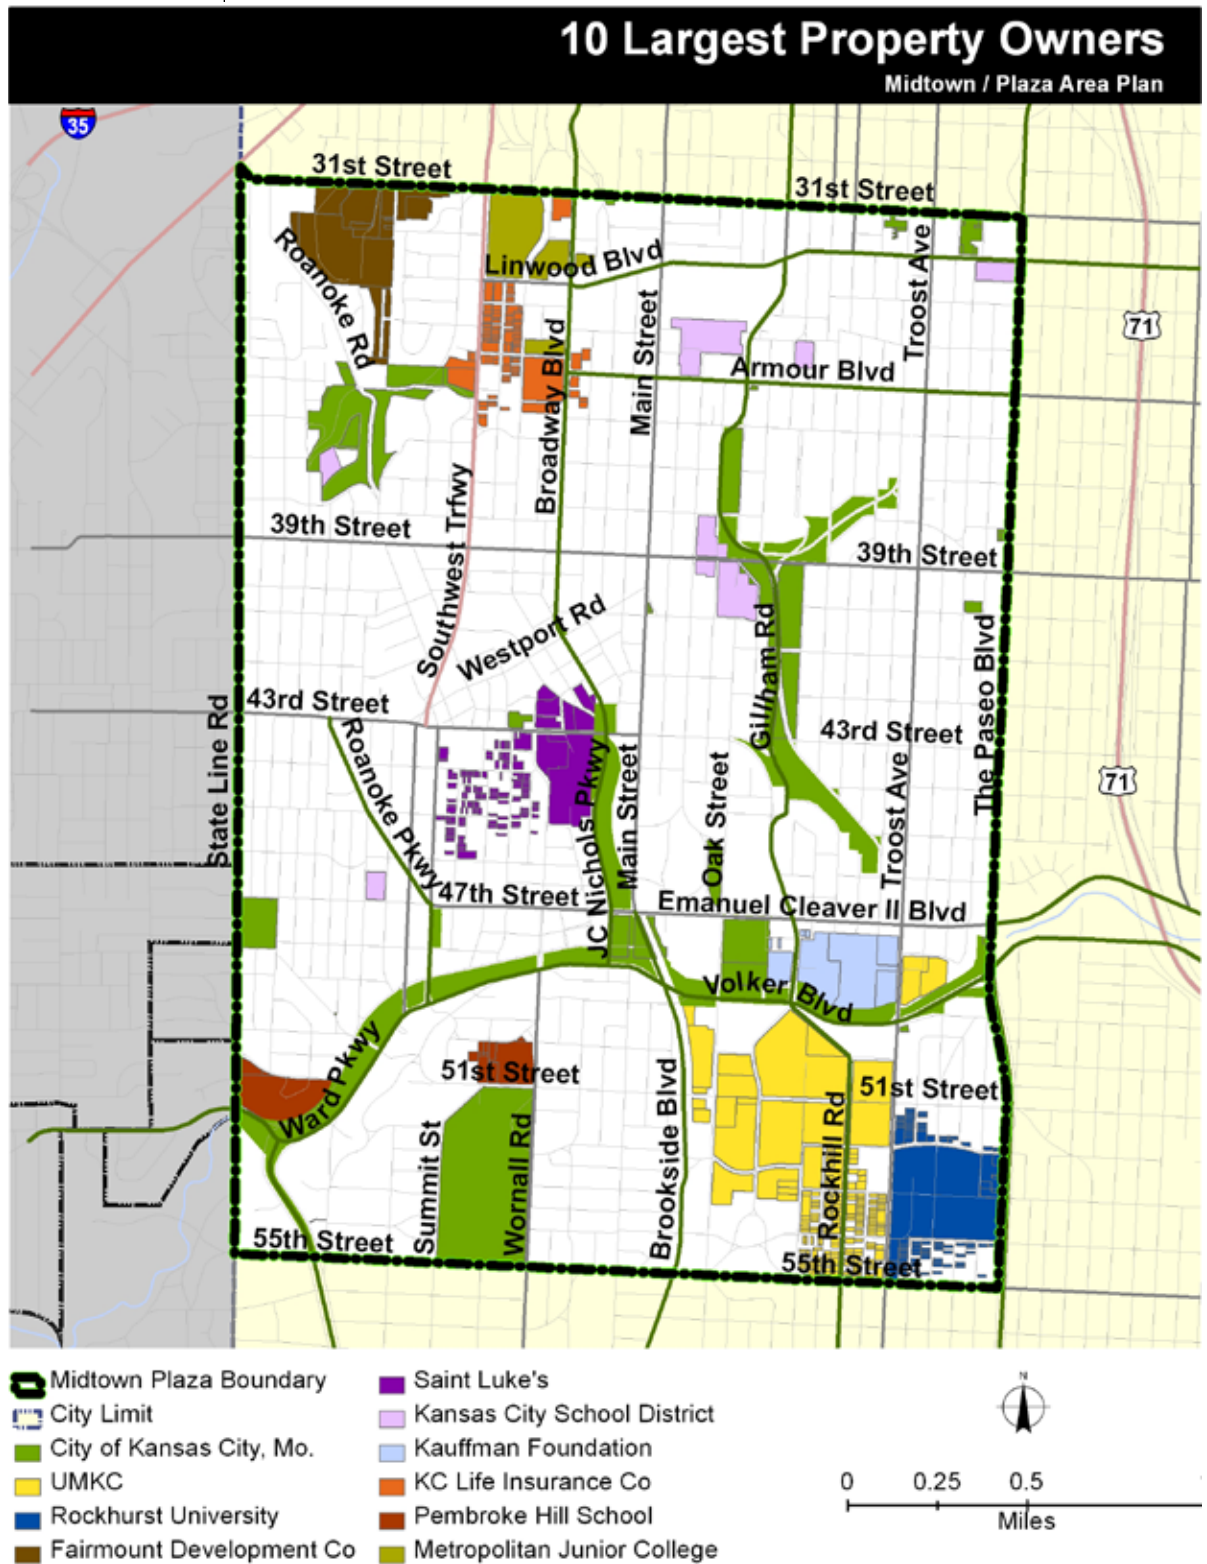 10 Largest Property Owners
Midtown / Plaza Area Plan
35
31st Street
31st Street
Roanoke Rd
Linwood Blvd
Troost Ave
71
Main Street
Broadway Blvd
Armour Blvd
Southwest Trfwy
39th Street
39th Street
Westport Rd
Gillham Rd
The Paseo Blvd
43rd Street
State Line Rd
Roanoke Pkwy
43rd Street
JC Nichols Pkwy
Main Street
Oak Street
Troost Ave
71
47th Street
Emanuel Cleaver II Blvd
Volker Blvd
Ward Pkwy
51st Street
51st Street
Summit St
Wornall Rd
Brookside Blvd
Rockhill Rd
55th Street
55th Street
Midtown Plaza Boundary
City Limit
City of Kansas City, Mo.
UMKC
Rockhurst University
Fairmount Development Co
Saint Luke's
Kansas City School District
Kauffman Foundation
KC Life Insurance Co
Pembroke Hill School
Metropolitan Junior College
N
0 0.25 0.5
Miles